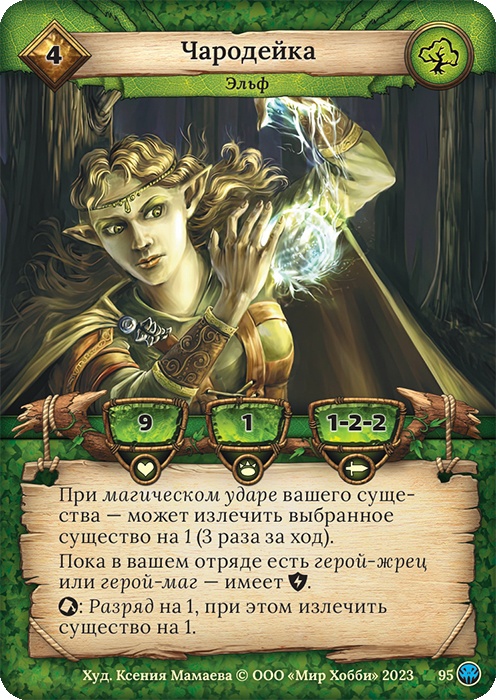 4
Чародейка
Эльф
9
1
1-2-2
При магическом ударе вашего суще-
ства — может излечить выбранное
существо на 1 (3 раза за ход).
Пока в вашем отряде есть герой-жрец
или герой-маг — имеет .
: Разряд на 1, при этом излечить
существо на 1.
Худ. Ксения Мамаева © ООО «Мир Хобби» 2023
95